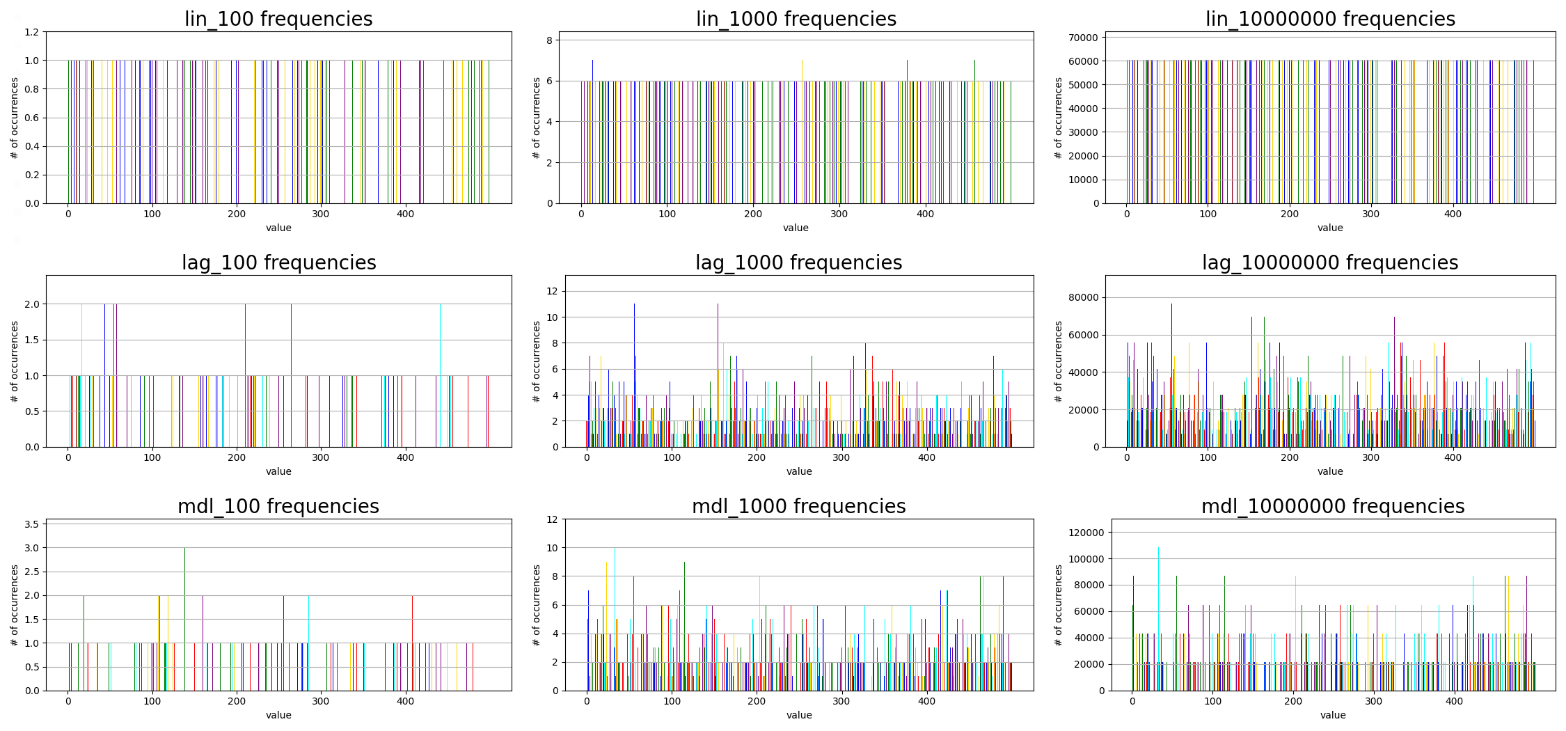 lin_100 frequencies
# of occurrences
1.2
1.0
0.8
0.6
0.4
0.2
0.0
0 100 200 300 400
value
lin_1000 frequencies
# of occurrences
8
6
4
2
0
0 100 200 300 400
value
lin_10000000 frequencies
# of occurrences
70000
60000
50000
40000
30000
20000
10000
0
0 100 200 300 400
value
lag_100 frequencies
# of occurrences
2.0
1.5
1.0
0.5
0.0
0 100 200 300 400
value
lag_1000 frequencies
# of occurrences
12
10
8
6
4
2
0
0 100 200 300 400
value
lag_10000000 frequencies
# of occurrences
80000
60000
40000
20000
0
0 100 200 300 400
value
mdl_100 frequencies
# of occurrences
3.5
3.0
2.5
2.0
1.5
1.0
0.5
0.0
0 100 200 300 400
value
mdl_1000 frequencies
# of occurrences
12
10
8
6
4
2
0
0 100 200 300 400
value
mdl_10000000 frequencies
# of occurrences
120000
100000
80000
60000
40000
20000
0
0 100 200 300 400
value